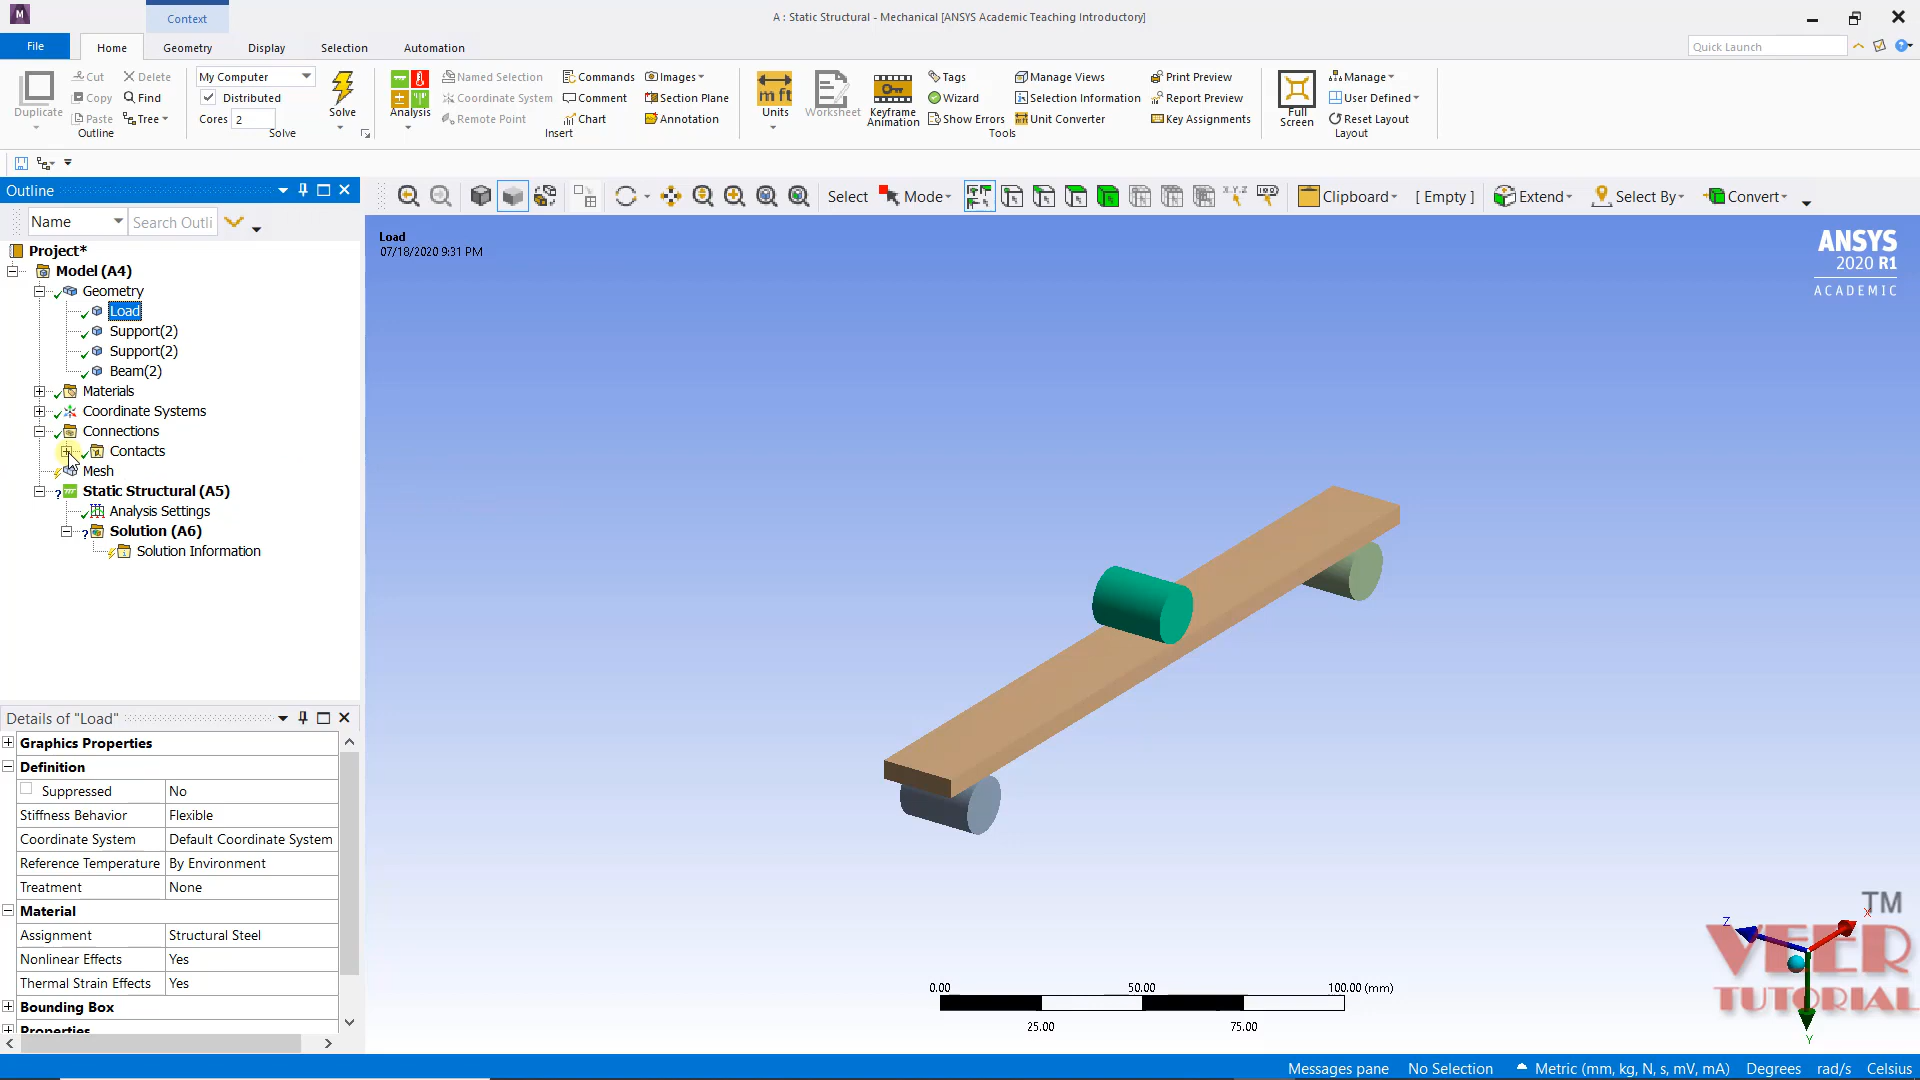 Context
A : Static Structural - Mechanical [ANSYS Academic Teaching Introductory]
File
Home
Geometry
Display
Selection
Automation
Quick Launch
Duplicate
Cut
Copy
Paste
Delete
Find
Tree
Outline
My Computer
Distributed
Cores 2
Solve
Solve
Analysis
Named Selection
Coordinate System
Remote Point
Commands
Comment
Chart
Images
Section Plane
Annotation
Insert
m ft
Units
Worksheet
Keyframe
Animation
Tags
Wizard
Show Errors
Manage Views
Selection Information
Unit Converter
Print Preview
Report Preview
Key Assignments
Tools
Full
Screen
Manage
User Defined
Reset Layout
Layout
Outline
Name
Search Outli
Select
Mode
Clipboard
[ Empty ]
Extend
Select By
Convert
Project*
Model (A4)
Geometry
Load
Support(2)
Support(2)
Beam(2)
Materials
Coordinate Systems
Connections
Contacts
Mesh
Static Structural (A5)
Analysis Settings
Solution (A6)
Solution Information
Load
07/18/2020 9:31 PM
ANSYS
2020 R1
ACADEMIC
Details of "Load"
Graphics Properties
Definition
Suppressed No
Stiffness Behavior Flexible
Coordinate System Default Coordinate System
Reference Temperature By Environment
Treatment None
Material
Assignment Structural Steel
Nonlinear Effects Yes
Thermal Strain Effects Yes
Bounding Box
Properties
0.00 50.00 100.00 (mm)
25.00 75.00
Z
X
Y
TM
VEER
TUTORIAL
Messages pane
No Selection
Metric (mm, kg, N, s, mV, mA)
Degrees
rad/s
Celsius